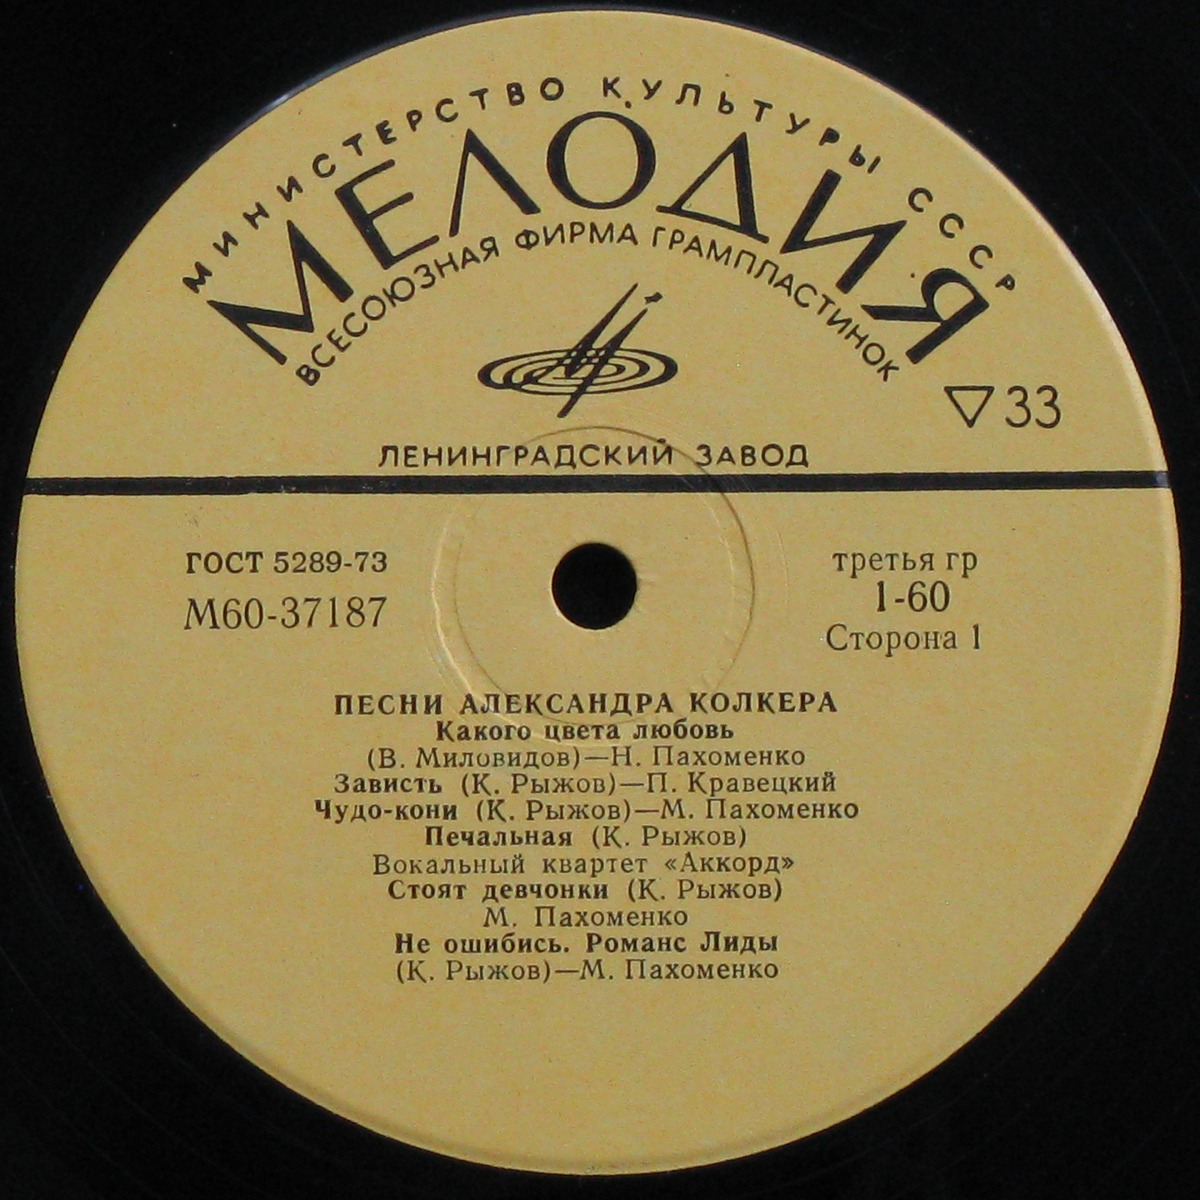 МИНИСТЕРСТВО КУЛЬТУРЫ СССР
МЕЛОДИЯ
ВСЕСОЮЗНАЯ ФИРМА ГРАМПЛАСТИНОК
▽33
ЛЕНИНГРАДСКИЙ ЗАВОД
ГОСТ 5289-73
М60-37187
третья гр
1-60
Сторона 1
ПЕСНИ АЛЕКСАНДРА КОЛКЕРА
Какого цвета любовь
(В. Миловидов)—Н. Пахоменко
Зависть (К. Рыжов)—П. Кравецкий
Чудо-кони (К. Рыжов)—М. Пахоменко
Печальная (К. Рыжов)
Вокальный квартет «Аккорд»
Стоят девчонки (К. Рыжов)
М. Пахоменко
Не ошибись. Романс Лиды
(К. Рыжов)—М. Пахоменко